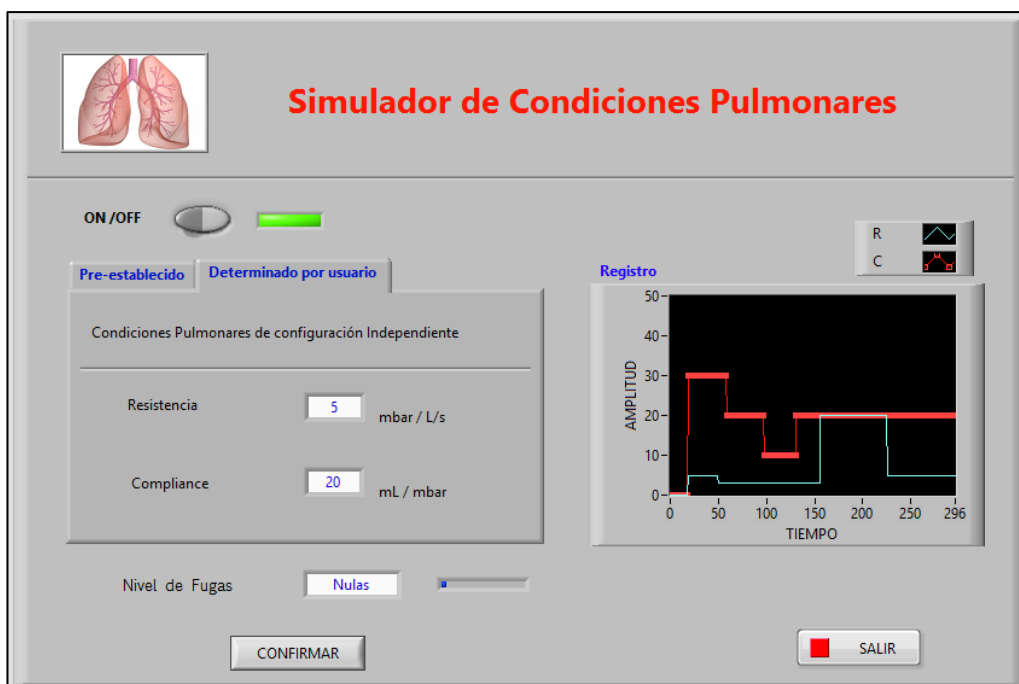 Simulador de Condiciones Pulmonares
ON /OFF
Pre-establecido
Determinado por usuario
Condiciones Pulmonares de configuración Independiente
Resistencia
5
mbar / L/s
Compliance
20
mL / mbar
Nivel de Fugas
Nulas
CONFIRMAR
R
C
Registro
AMPLITUD
50
40
30
20
10
0
0 50 100 150 200 250 296
TIEMPO
SALIR